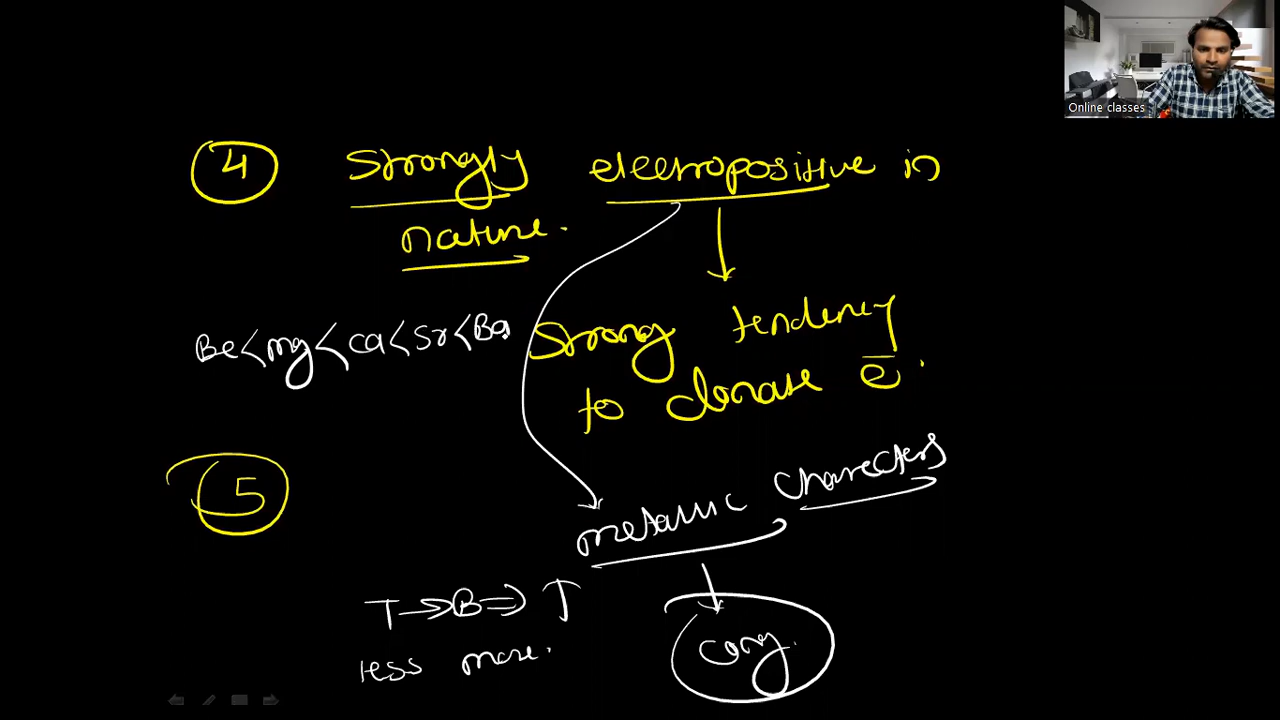 Online classes
4 Strongly electropositive in
nature.
Be<mg<ca<Sr<Ba
Strong tendency
to donate e̅.
5
metallic charecters
T→B⇒↑
less more.